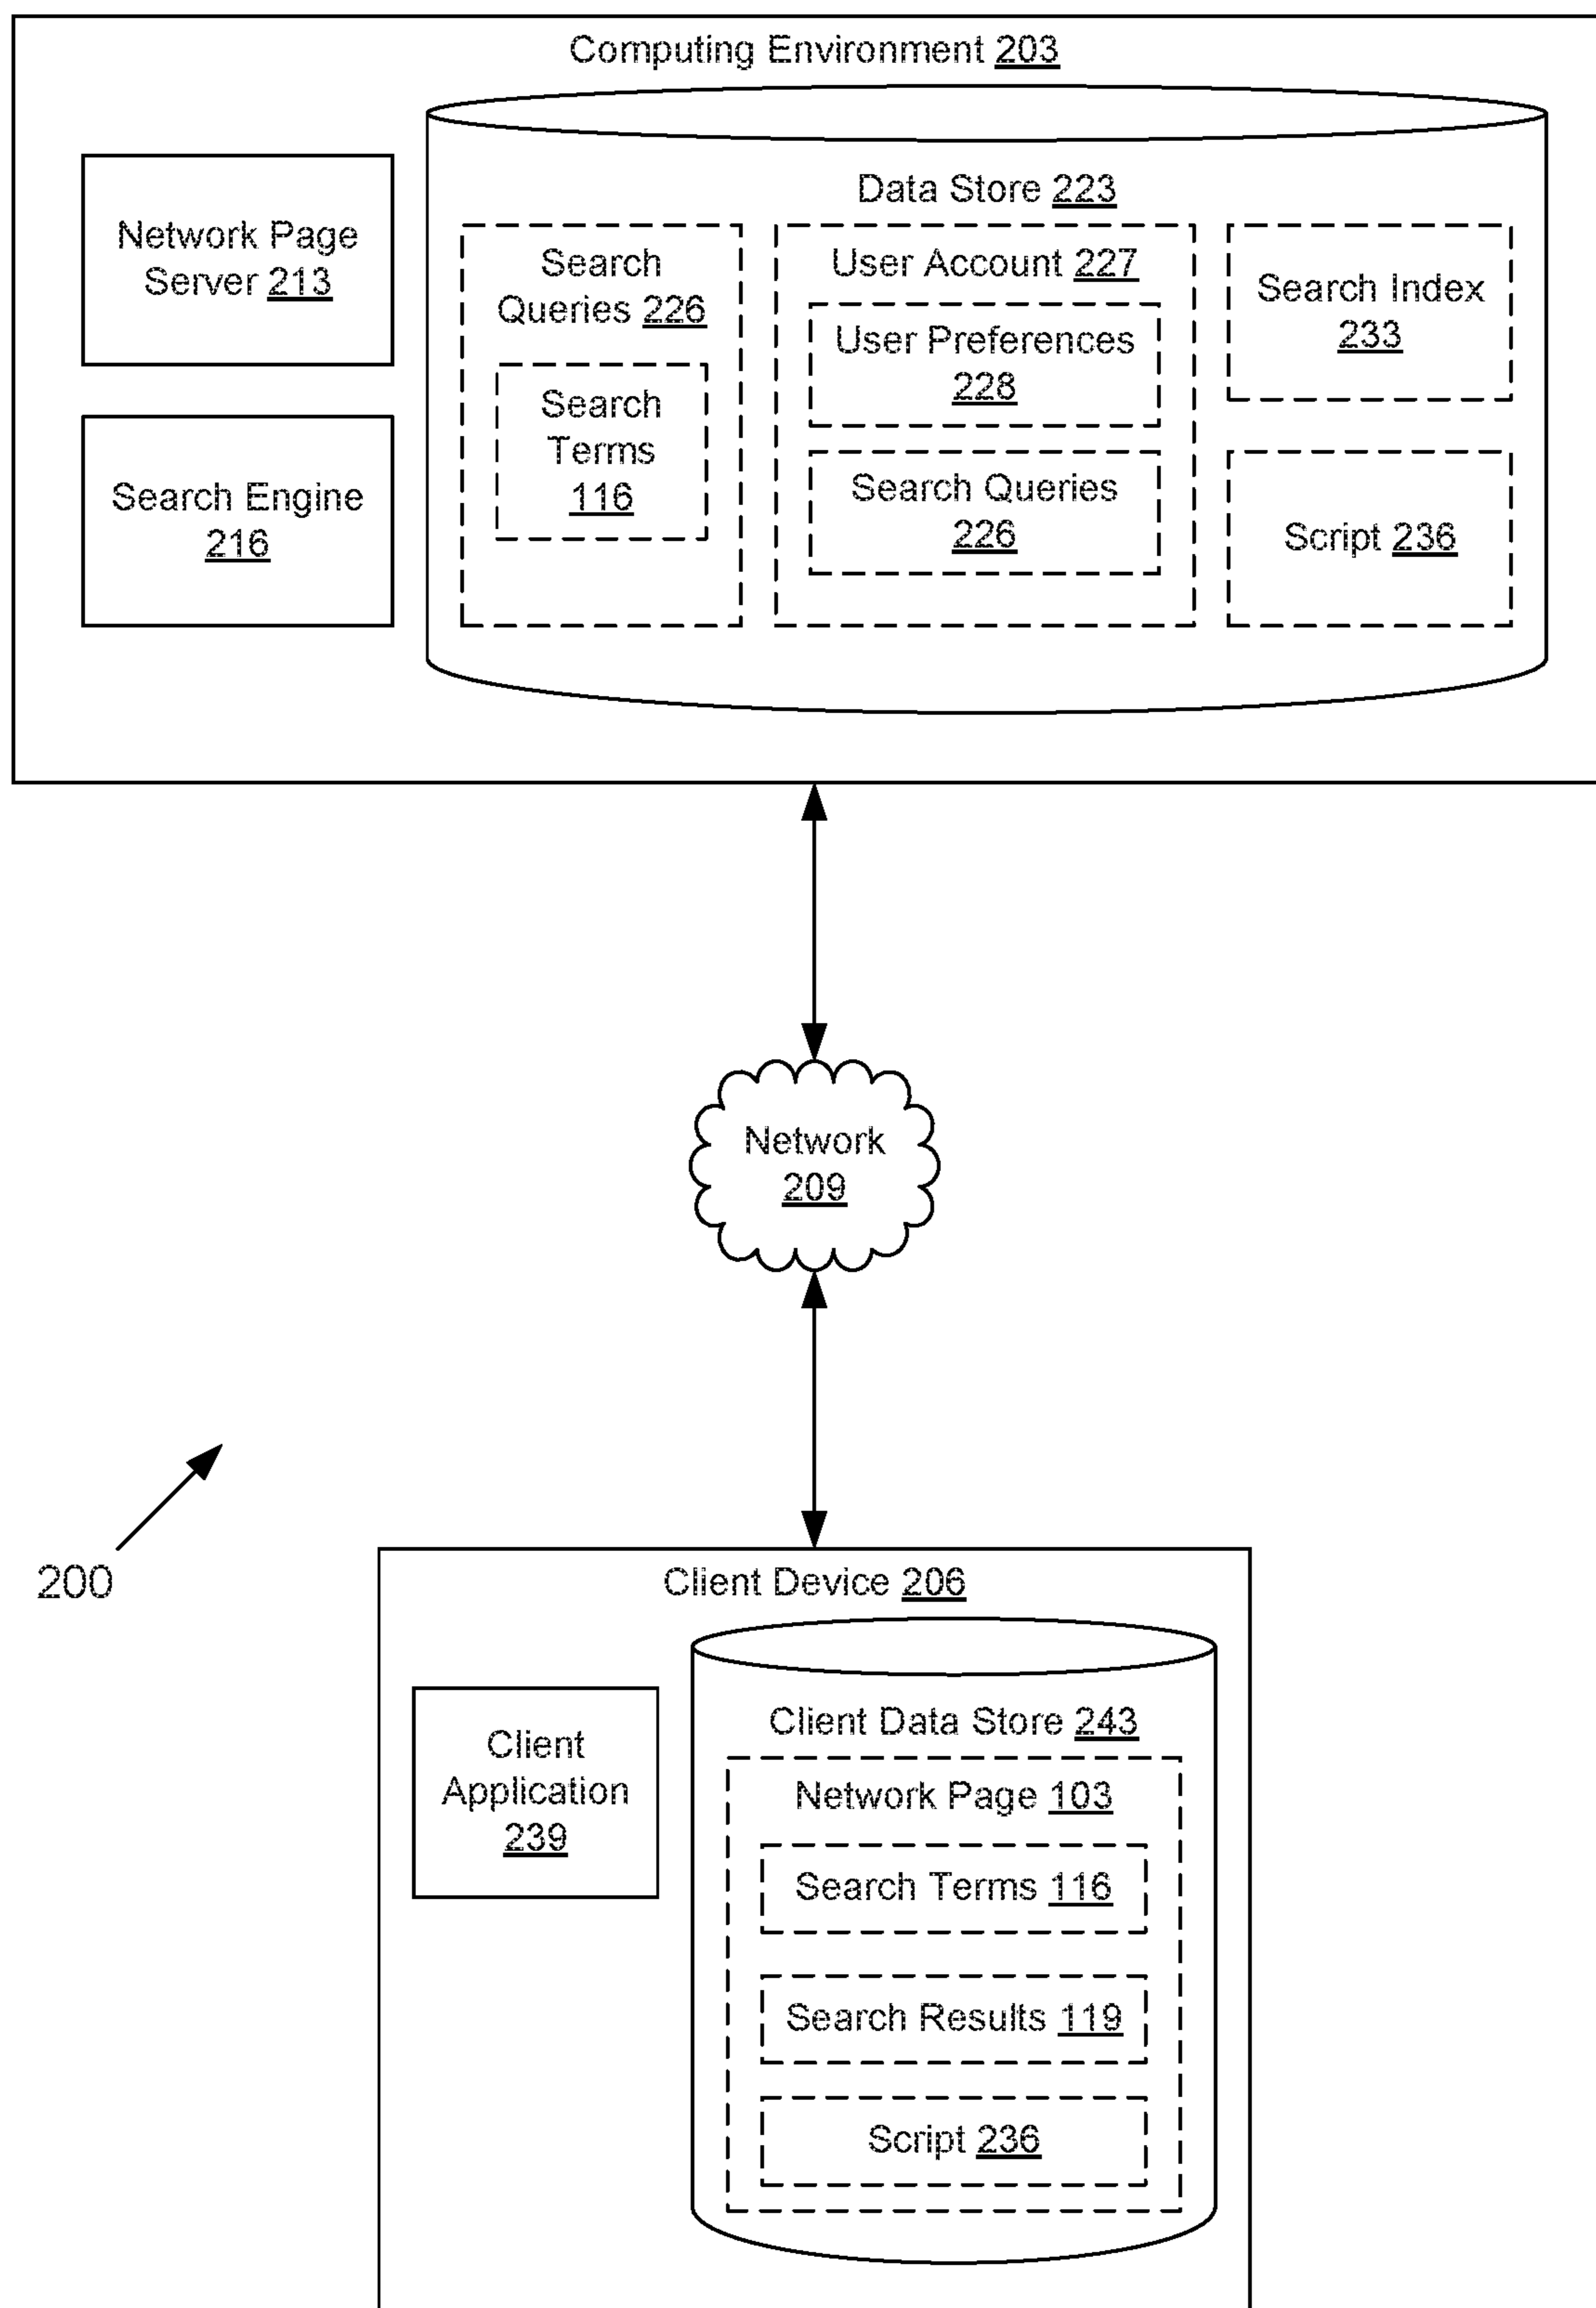 Computing Environment 203
Network Page
Server 213
Search Engine
216
Data Store 223
Search
Queries 226
Search
Terms
116
User Account 227
User Preferences
228
Search Queries
226
Search Index
233
Script 236
Network
209
200
Client Device 206
Client
Application
239
Client Data Store 243
Network Page 103
Search Terms 116
Search Results 119
Script 236